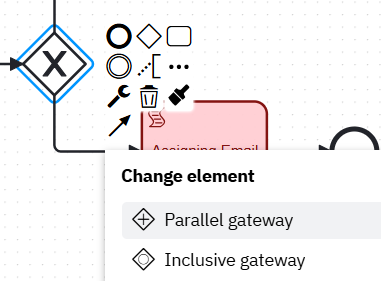 Assigning Email
Change element
Parallel gateway
Inclusive gateway